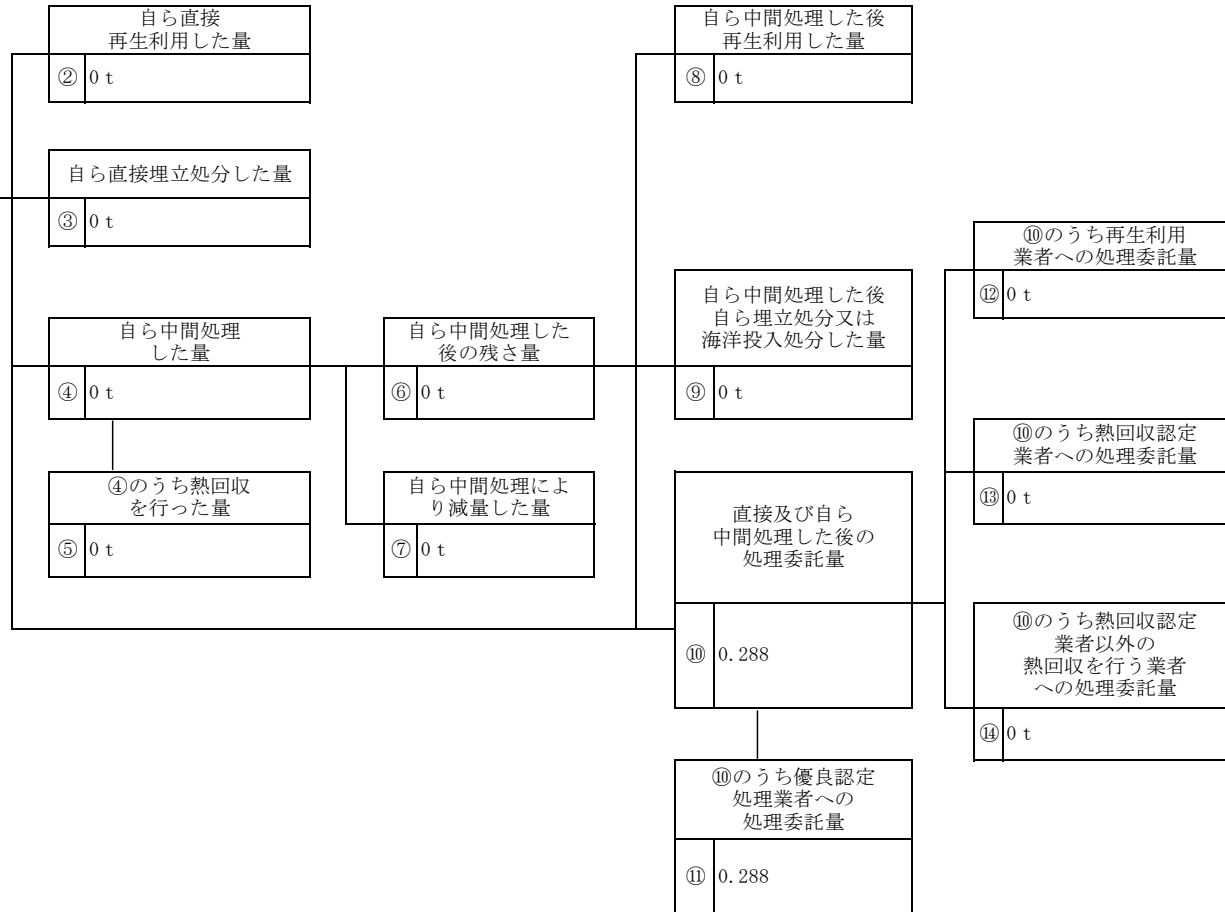 自ら直接
再生利用した量
② 0 t
自ら中間処理した後
再生利用した量
⑧ 0 t
自ら直接埋立処分した量
③ 0 t
⑩のうち再生利用
業者への処理委託量
⑫ 0 t
自ら中間処理
した量
④ 0 t
自ら中間処理した
後の残さ量
⑥ 0 t
自ら中間処理した後
自ら埋立処分又は
海洋投入処分した量
⑨ 0 t
⑩のうち熱回収認定
業者への処理委託量
⑬ 0 t
④のうち熱回収
を行った量
⑤ 0 t
自ら中間処理によ
り減量した量
⑦ 0 t
直接及び自ら
中間処理した後の
処理委託量
⑩ 0.288
⑩のうち熱回収認定
業者以外の
熱回収を行う業者
への処理委託量
⑭ 0 t
⑩のうち優良認定
処理業者への
処理委託量
⑪ 0.288